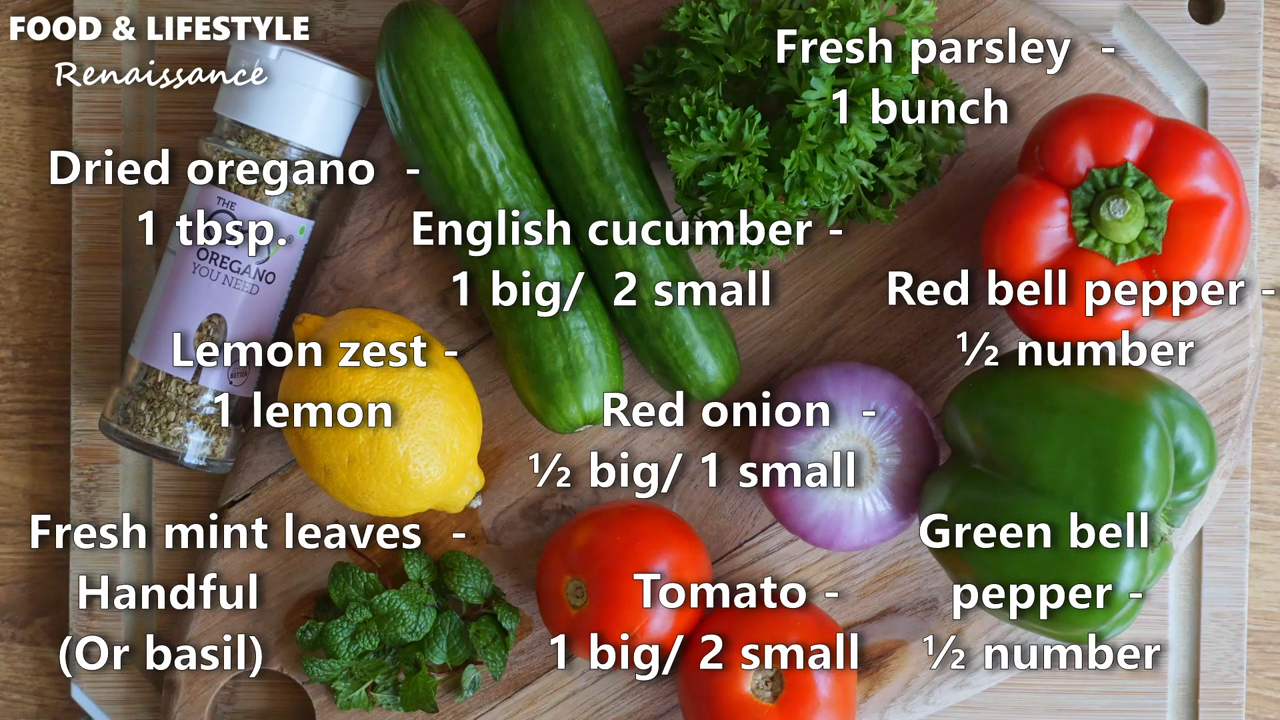 FOOD & LIFESTYLE
Renaissance
Fresh parsley -
1 bunch
Dried oregano -
1 tbsp.
THE
OREGANO
YOU NEED
English cucumber -
1 big/ 2 small
Red bell pepper -
½ number
Lemon zest -
1 lemon
Red onion -
½ big/ 1 small
Fresh mint leaves -
Handful
(Or basil)
Tomato -
1 big/ 2 small
Green bell
pepper -
½ number